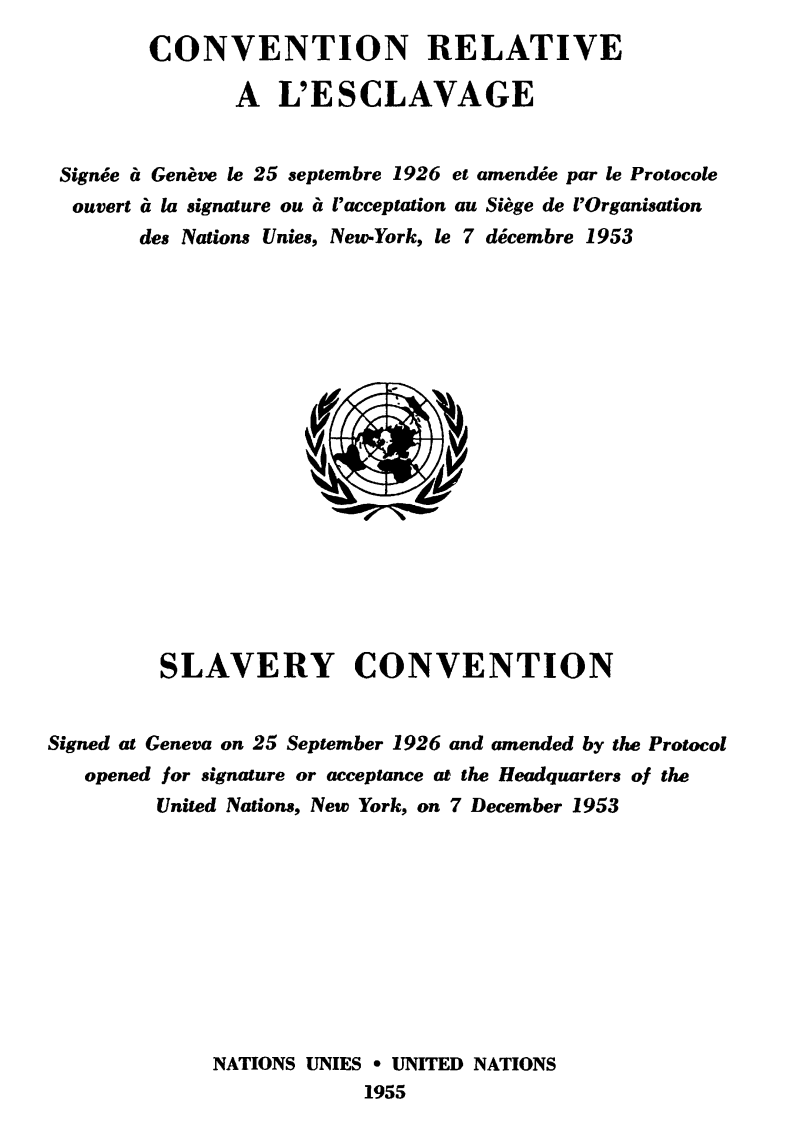 CONVENTION RELATIVE
A L'ESCLAVAGE
Signée à Genève le 25 septembre 1926 et amendée par le Protocole
ouvert à la signature ou à l'acceptation au Siège de l'Organisation
des Nations Unies, New-York, le 7 décembre 1953
SLAVERY CONVENTION
Signed at Geneva on 25 September 1926 and amended by the Protocol
opened for signature or acceptance at the Headquarters of the
United Nations, New York, on 7 December 1953
NATIONS UNIES • UNITED NATIONS
1955